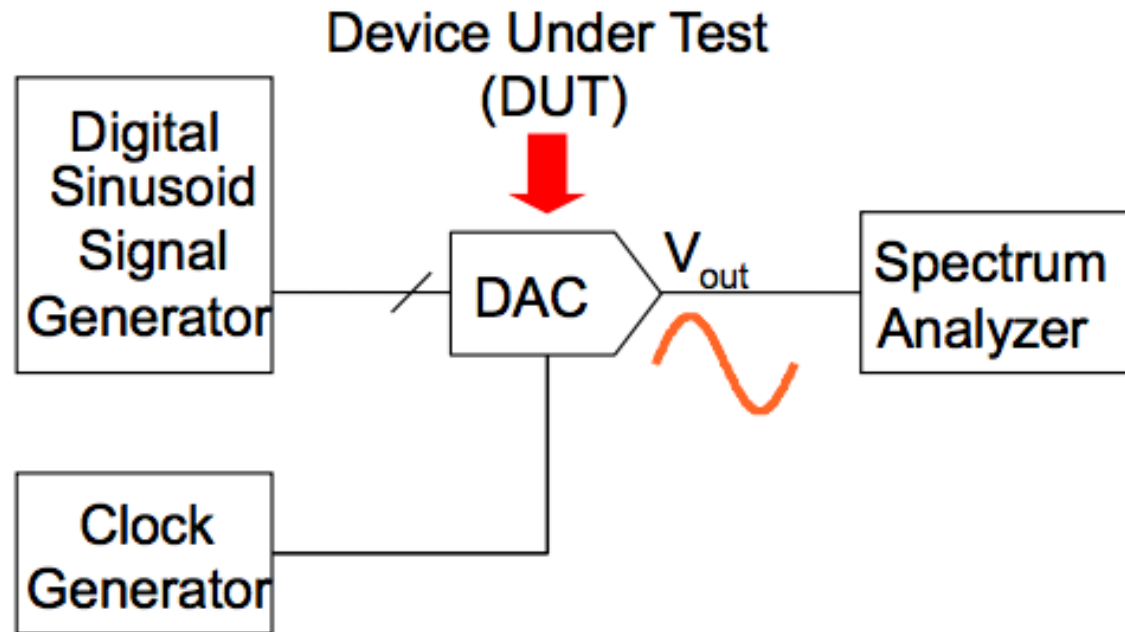 Device Under Test
(DUT)
Digital
Sinusoid
Signal
Generator
DAC
Vout
Spectrum
Analyzer
Clock
Generator